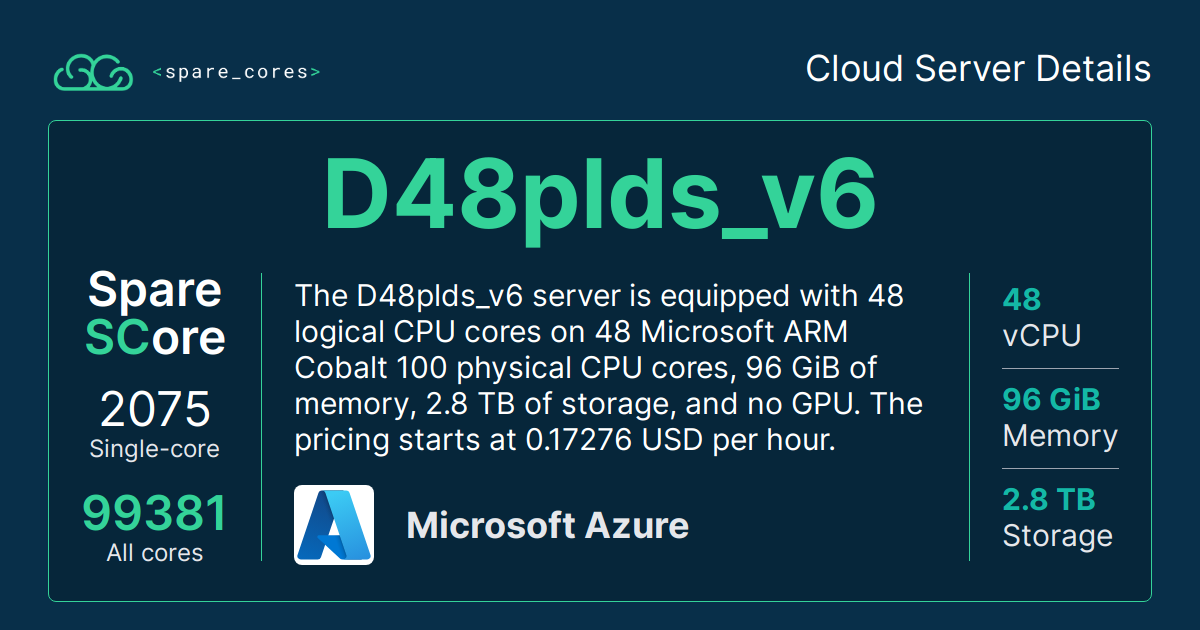 <spare_cores>
Cloud Server Details
D48plds_v6
Spare
SCore
2075
Single-core
99381
All cores
The D48plds_v6 server is equipped with 48
logical CPU cores on 48 Microsoft ARM
Cobalt 100 physical CPU cores, 96 GiB of
memory, 2.8 TB of storage, and no GPU. The
pricing starts at 0.17276 USD per hour.
Microsoft Azure
48
vCPU
96 GiB
Memory
2.8 TB
Storage